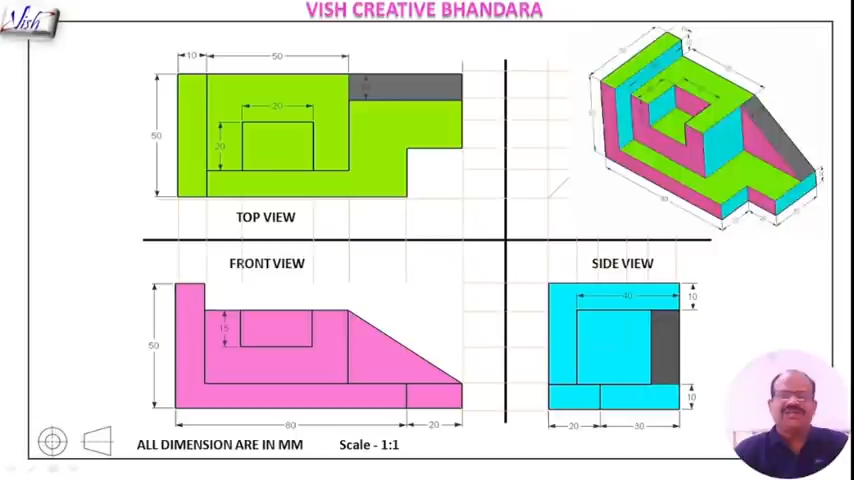 VISH CREATIVE BHANDARA
Vish
10
50
50
20
20
TOP VIEW
FRONT VIEW
SIDE VIEW
50
15
80
20
40
10
10
20
30
ALL DIMENSION ARE IN MM
Scale - 1:1